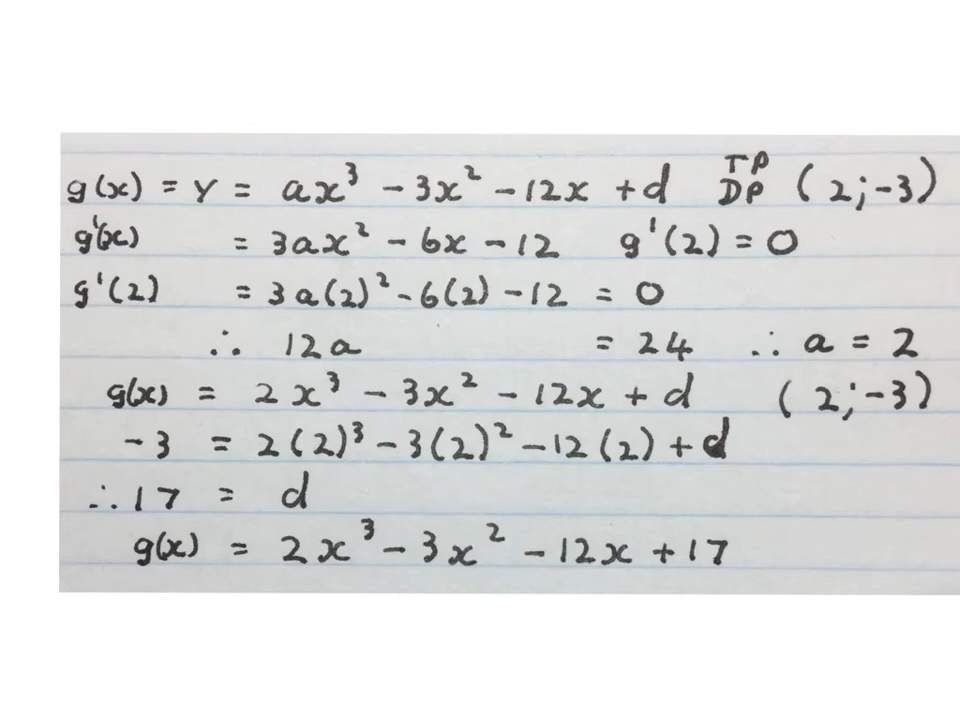 g(x) = y = ax³ - 3x² - 12x + d TP DP (2;-3)
g'(x) = 3ax² - 6x - 12 g'(2) = 0
g'(2) = 3a(2)² - 6(2) - 12 = 0
∴ 12a = 24 ∴ a = 2
g(x) = 2x³ - 3x² - 12x + d (2;-3)
-3 = 2(2)³ - 3(2)² - 12(2) + d
∴ 17 = d
g(x) = 2x³ - 3x² - 12x + 17